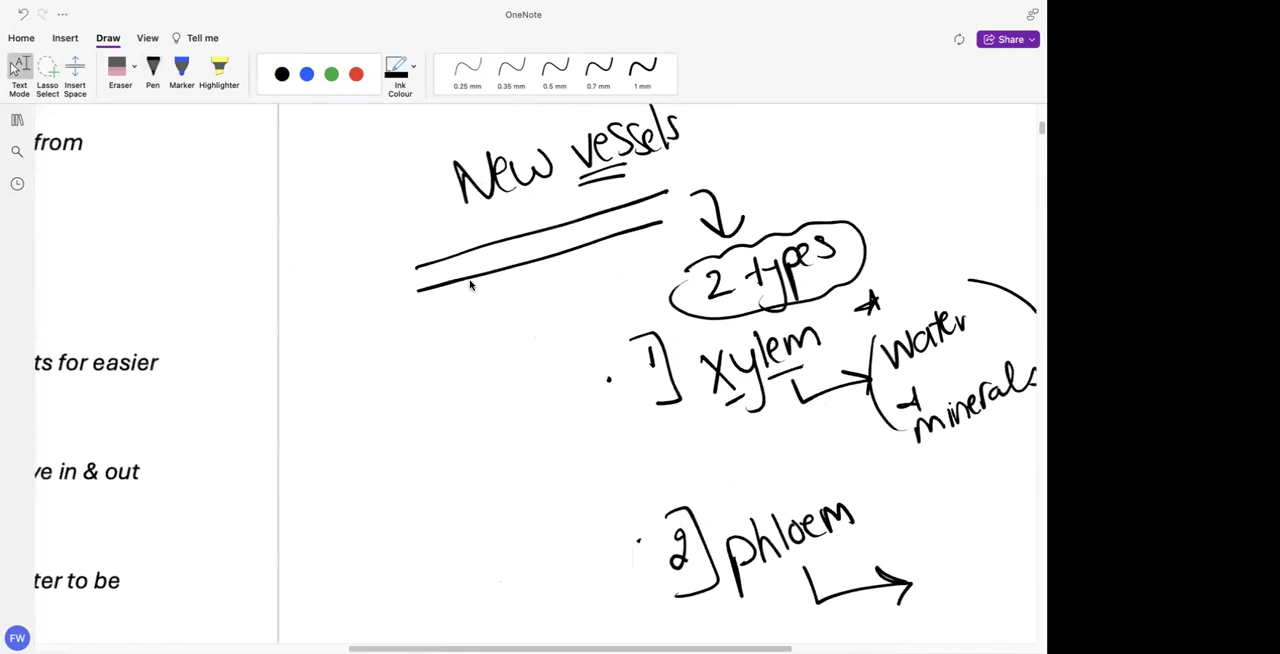 OneNote
Home Insert Draw View Tell me
Share
Text Mode
Lasso Select
Insert Space
Eraser
Pen
Marker
Highlighter
Ink Colour
0.25 mm 0.35 mm 0.5 mm 0.7 mm 1 mm
from
ts for easier
ve in & out
ter to be
New vessels
2 types
1] xylem
water
+ minerals
2] phloem
FW